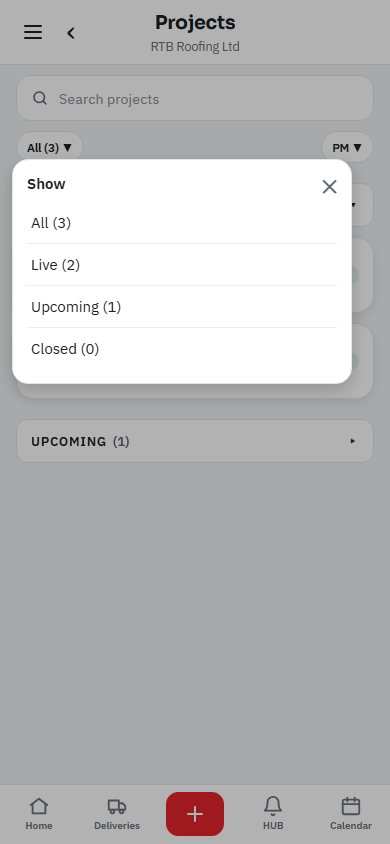 Projects
RTB Roofing Ltd
Search projects
All (3) ▼
PM ▼
Show
All (3)
Live (2)
Upcoming (1)
Closed (0)
UPCOMING (1)
Home
Deliveries
HUB
Calendar